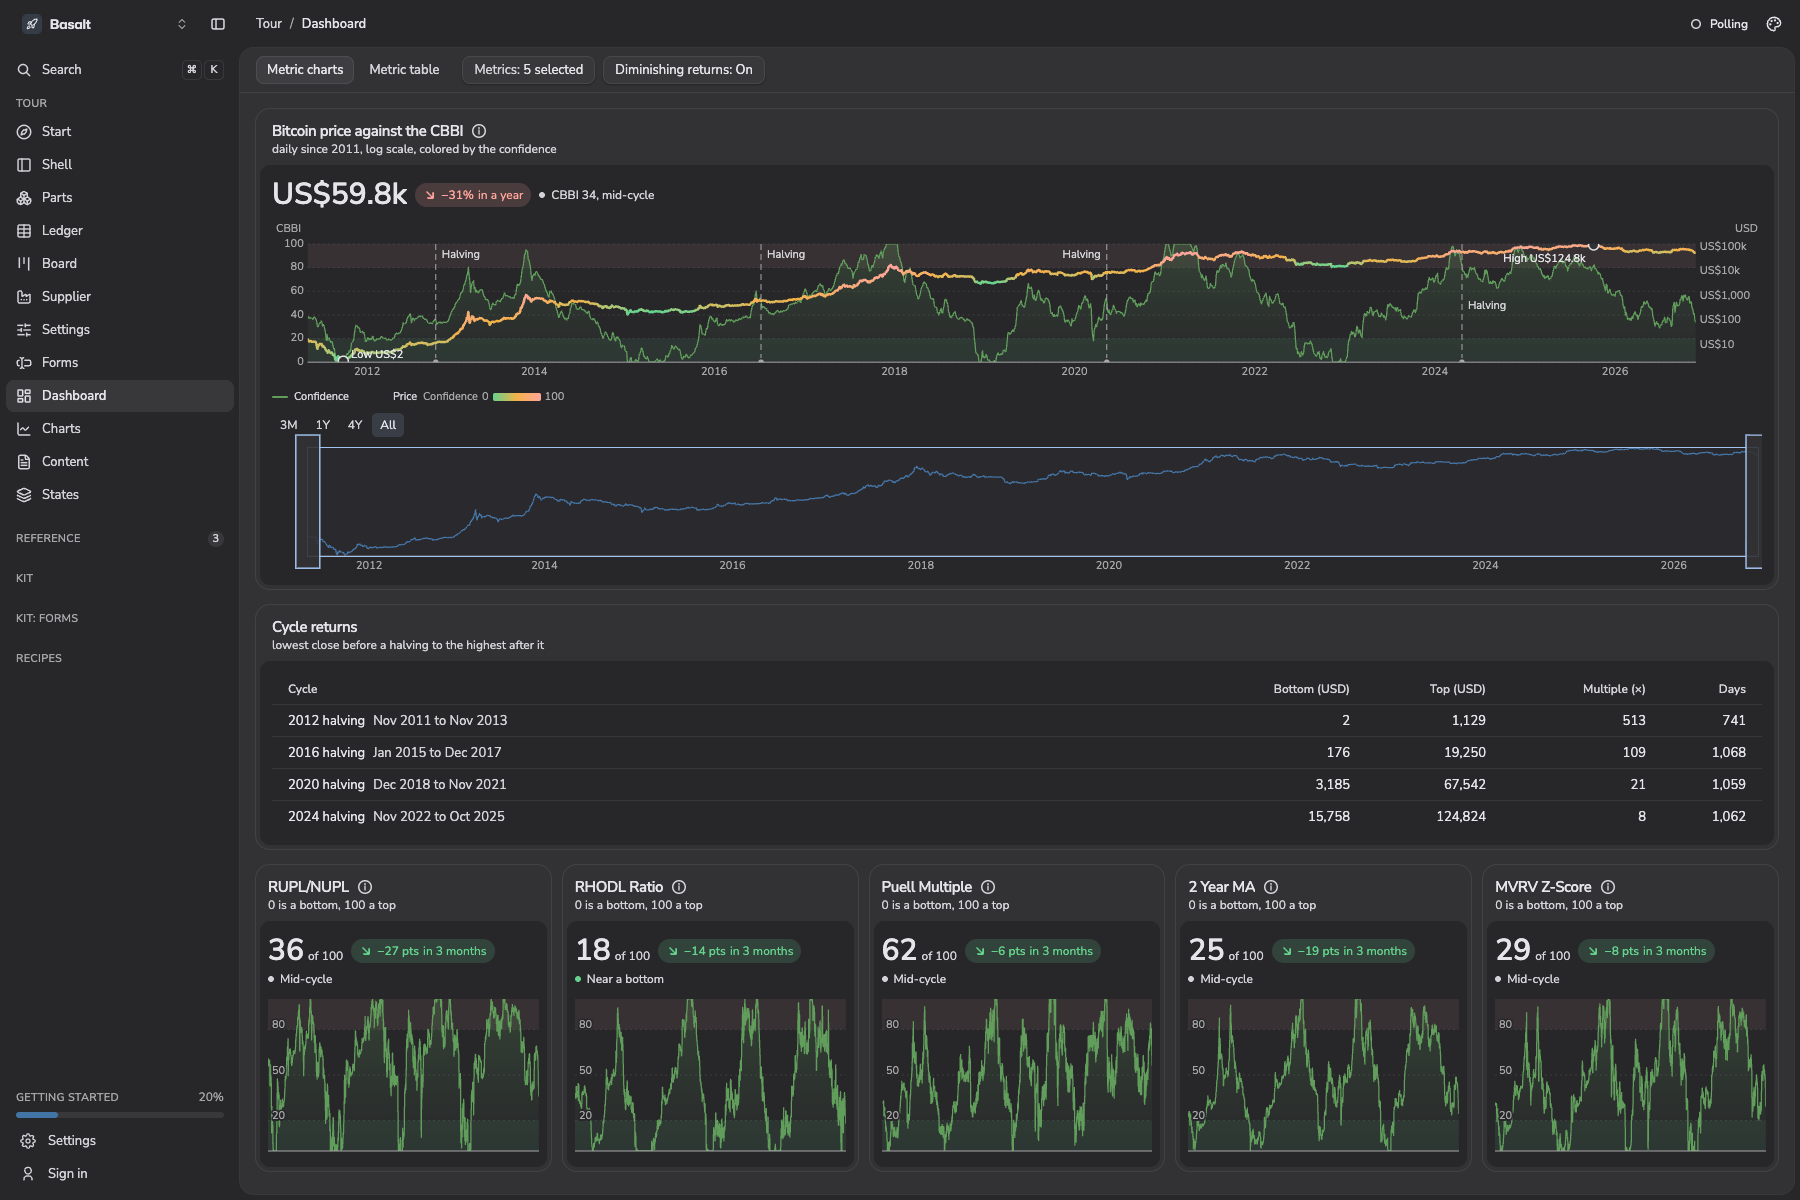 Basalt
Tour / Dashboard
Polling
Search ⌘ K
TOUR
Start
Shell
Parts
Ledger
Board
Supplier
Settings
Forms
Dashboard
Charts
Content
States
REFERENCE 3
KIT
KIT: FORMS
RECIPES
GETTING STARTED 20%
Settings
Sign in
Metric charts Metric table Metrics: 5 selected Diminishing returns: On
Bitcoin price against the CBBI
daily since 2011, log scale, colored by the confidence
US$59.8k −31% in a year CBBI 34, mid-cycle
CBBI USD
100 Halving Halving Halving US$100k
High US$124.8k
80 US$10k
60 US$1,000
Halving
40 US$100
20 US$10
Low US$2
0
2012 2014 2016 2018 2020 2022 2024 2026
Confidence Price Confidence 0 100
3M 1Y 4Y All
2012 2014 2016 2018 2020 2022 2024 2026
Cycle returns
lowest close before a halving to the highest after it
Cycle Bottom (USD) Top (USD) Multiple (×) Days
2012 halving Nov 2011 to Nov 2013 2 1,129 513 741
2016 halving Jan 2015 to Dec 2017 176 19,250 109 1,068
2020 halving Dec 2018 to Nov 2021 3,185 67,542 21 1,059
2024 halving Nov 2022 to Oct 2025 15,758 124,824 8 1,062
RUPL/NUPL
0 is a bottom, 100 a top
36 of 100 −27 pts in 3 months
Mid-cycle
80
50
20
RHODL Ratio
0 is a bottom, 100 a top
18 of 100 −14 pts in 3 months
Near a bottom
80
50
20
Puell Multiple
0 is a bottom, 100 a top
62 of 100 −6 pts in 3 months
Mid-cycle
80
50
20
2 Year MA
0 is a bottom, 100 a top
25 of 100 −19 pts in 3 months
Mid-cycle
80
50
20
MVRV Z-Score
0 is a bottom, 100 a top
29 of 100 −8 pts in 3 months
Mid-cycle
80
50
20